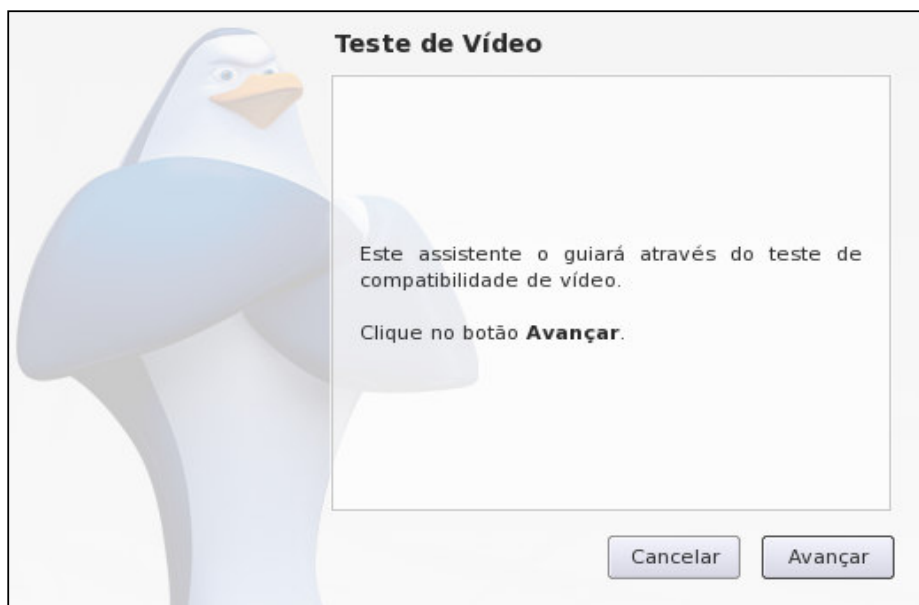 Teste de Vídeo
Este assistente o guiará através do teste de
compatibilidade de vídeo.
Clique no botão Avançar.
Cancelar
Avançar